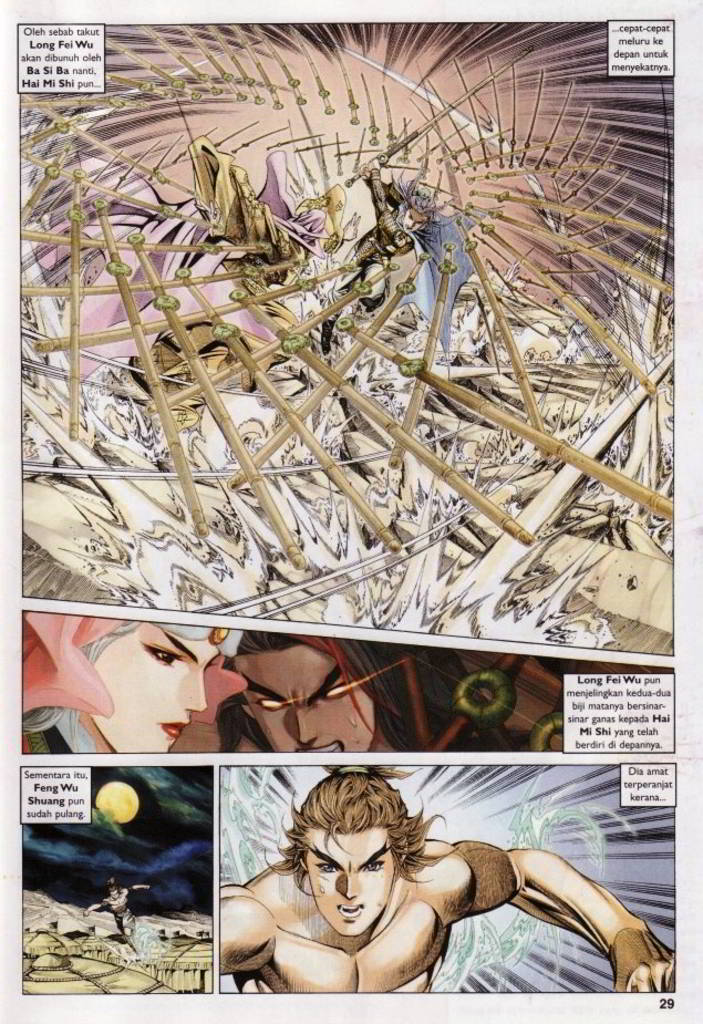 Oleh sebab takut
Long Fei Wu
akan dibunuh oleh
Ba Si Ba nanti,
Hai Mi Shi pun...
...cepat-cepat
meluru ke
depan untuk
menyekatnya.
Long Fei Wu pun
menjelingkan kedua-dua
biji matanya bersinar-
sinar ganas kepada Hai
Mi Shi yang telah
berdiri di depannya.
Sementara itu,
Feng Wu
Shuang pun
sudah pulang.
Dia amat
terperanjat
kerana...
29